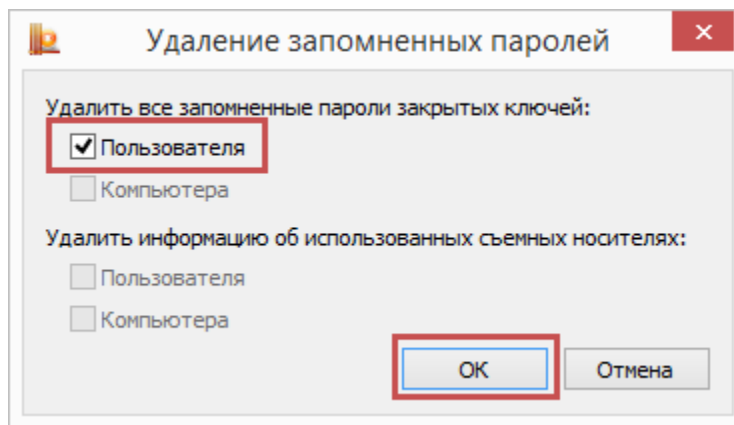 Удаление запомненных паролей
Удалить все запомненные пароли закрытых ключей:
Пользователя
Компьютера
Удалить информацию об использованных съемных носителях:
Пользователя
Компьютера
ОК Отмена